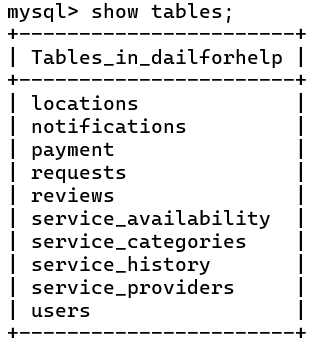 mysql> show tables;
+----------------------+
| Tables_in_dailforhelp |
+----------------------+
| locations            |
| notifications        |
| payment              |
| requests             |
| reviews              |
| service_availability |
| service_categories   |
| service_history      |
| service_providers    |
| users                |
+----------------------+